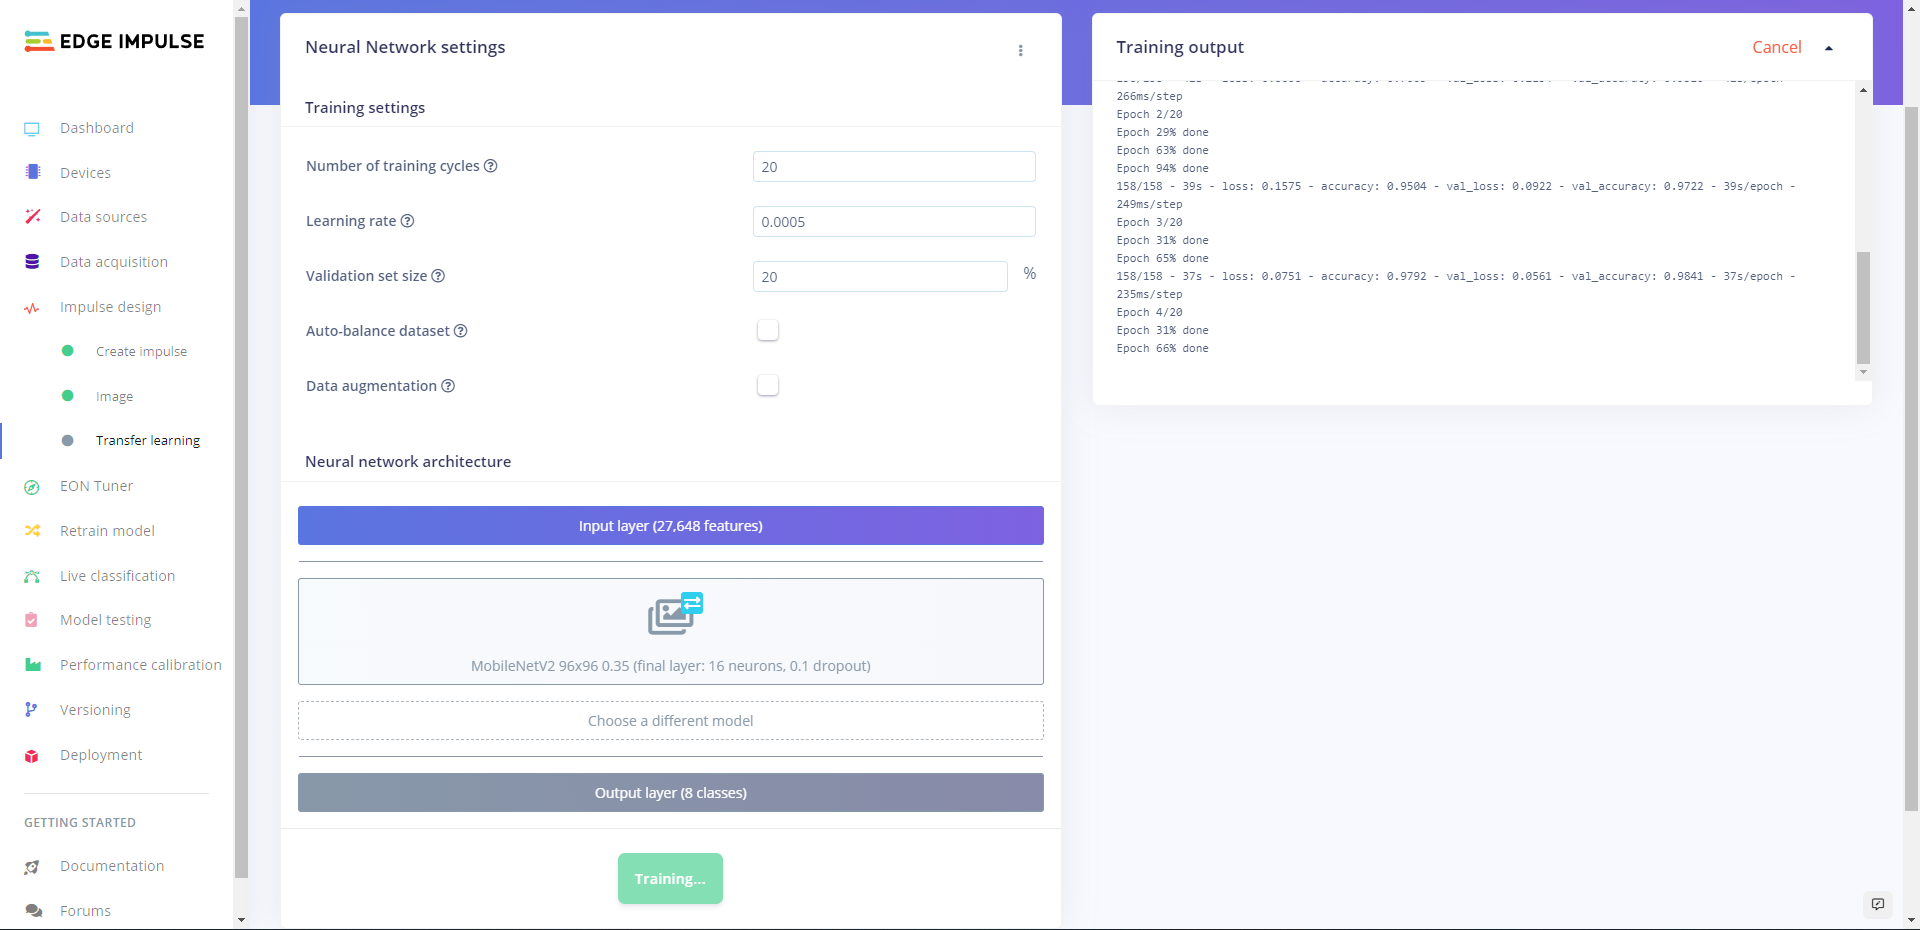 EDGE IMPULSE
Dashboard
Devices
Data sources
Data acquisition
Impulse design
Create impulse
Image
Transfer learning
EON Tuner
Retrain model
Live classification
Model testing
Performance calibration
Versioning
Deployment
GETTING STARTED
Documentation
Forums
Neural Network settings
Training settings
Number of training cycles
20
Learning rate
0.0005
Validation set size
20
%
Auto-balance dataset
Data augmentation
Neural network architecture
Input layer (27,648 features)
MobileNetV2 96x96 0.35 (final layer: 16 neurons, 0.1 dropout)
Choose a different model
Output layer (8 classes)
Training...
Training output
Cancel
266ms/step
Epoch 2/20
Epoch 29% done
Epoch 63% done
Epoch 94% done
158/158 - 39s - loss: 0.1575 - accuracy: 0.9504 - val_loss: 0.0922 - val_accuracy: 0.9722 - 39s/epoch -
249ms/step
Epoch 3/20
Epoch 31% done
Epoch 65% done
158/158 - 37s - loss: 0.0751 - accuracy: 0.9792 - val_loss: 0.0561 - val_accuracy: 0.9841 - 37s/epoch -
235ms/step
Epoch 4/20
Epoch 31% done
Epoch 66% done